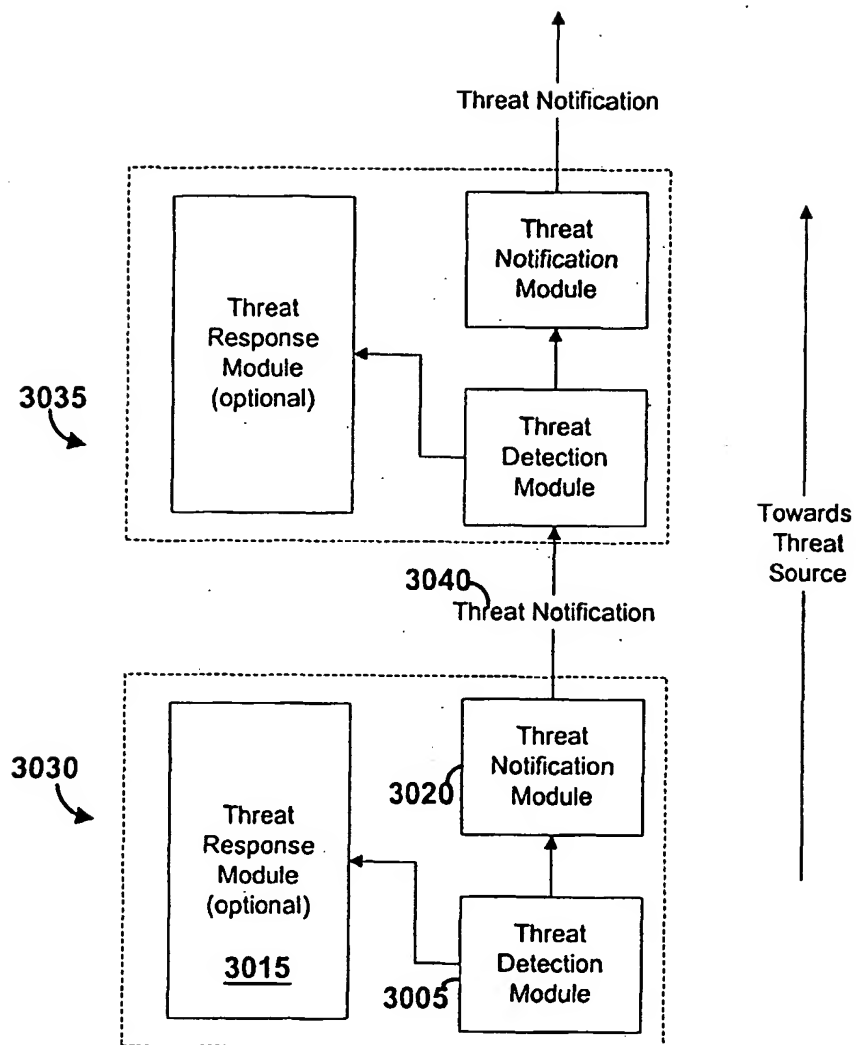 Threat Notification
Threat
Notification
Module
Threat
Response
Module
(optional)
3035
Threat
Detection
Module
Towards
Threat
Source
3040
Threat Notification
3030
Threat
Notification
Module
3020
Threat
Response
Module
(optional)
3015
Threat
Detection
Module
3005